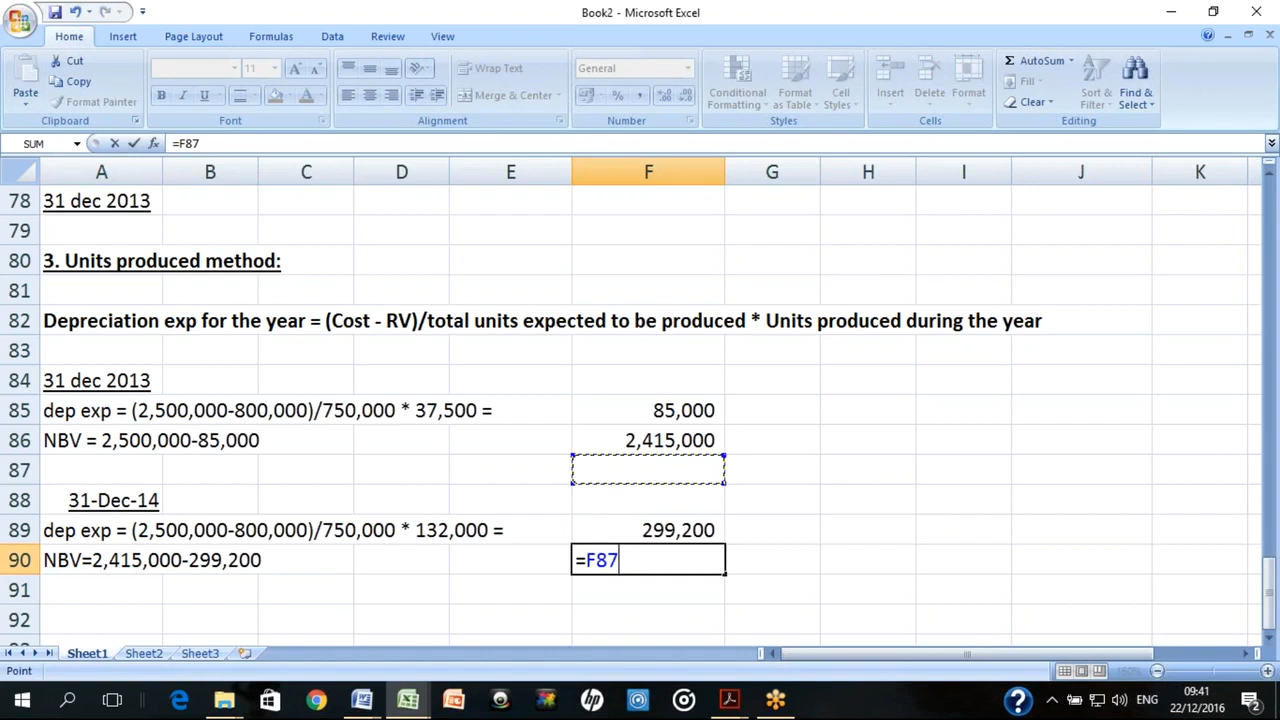 Book2 - Microsoft Excel
Home Insert Page Layout Formulas Data Review View
Paste
Cut
Copy
Format Painter
11
Wrap Text
Merge & Center
General
Conditional Formatting
Format as Table
Cell Styles
Insert
Delete
Format
AutoSum
Fill
Clear
Sort & Filter
Find & Select
Clipboard Font Alignment Number Styles Cells Editing
SUM =F87
A B C D E F G H I J K
78 31 dec 2013
79
80 3. Units produced method:
81
82 Depreciation exp for the year = (Cost - RV)/total units expected to be produced * Units produced during the year
83
84 31 dec 2013
85 dep exp = (2,500,000-800,000)/750,000 * 37,500 = 85,000
86 NBV = 2,500,000-85,000 2,415,000
87
88 31-Dec-14
89 dep exp = (2,500,000-800,000)/750,000 * 132,000 = 299,200
90 NBV=2,415,000-299,200 =F87
91
92
Sheet1 Sheet2 Sheet3
Point
ENG
09:41
22/12/2016